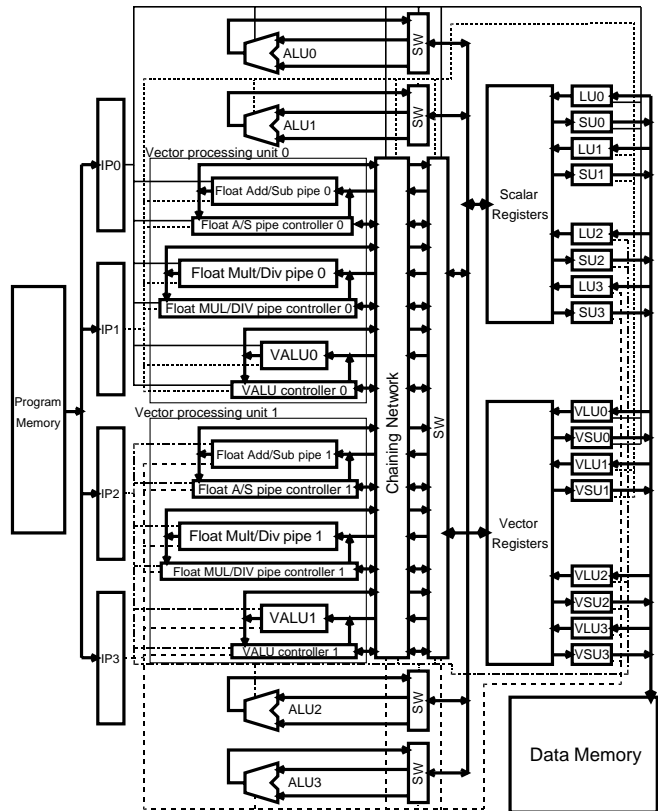 ALU0
SW
ALU1
SW
Vector processing unit 0
IP0
Float Add/Sub pipe 0
Float A/S pipe controller 0
Float Mult/Div pipe 0
Float MUL/DIV pipe controller 0
IP1
VALU0
VALU controller 0
Program
Memory
Vector processing unit 1
Float Add/Sub pipe 1
Float A/S pipe controller 1
IP2
Float Mult/Div pipe 1
Float MUL/DIV pipe controller 1
VALU1
VALU controller 1
IP3
Chaining Network
SW
ALU2
SW
ALU3
SW
Scalar
Registers
LU0
SU0
LU1
SU1
LU2
SU2
LU3
SU3
Vector
Registers
VLU0
VSU0
VLU1
VSU1
VLU2
VSU2
VLU3
VSU3
Data Memory